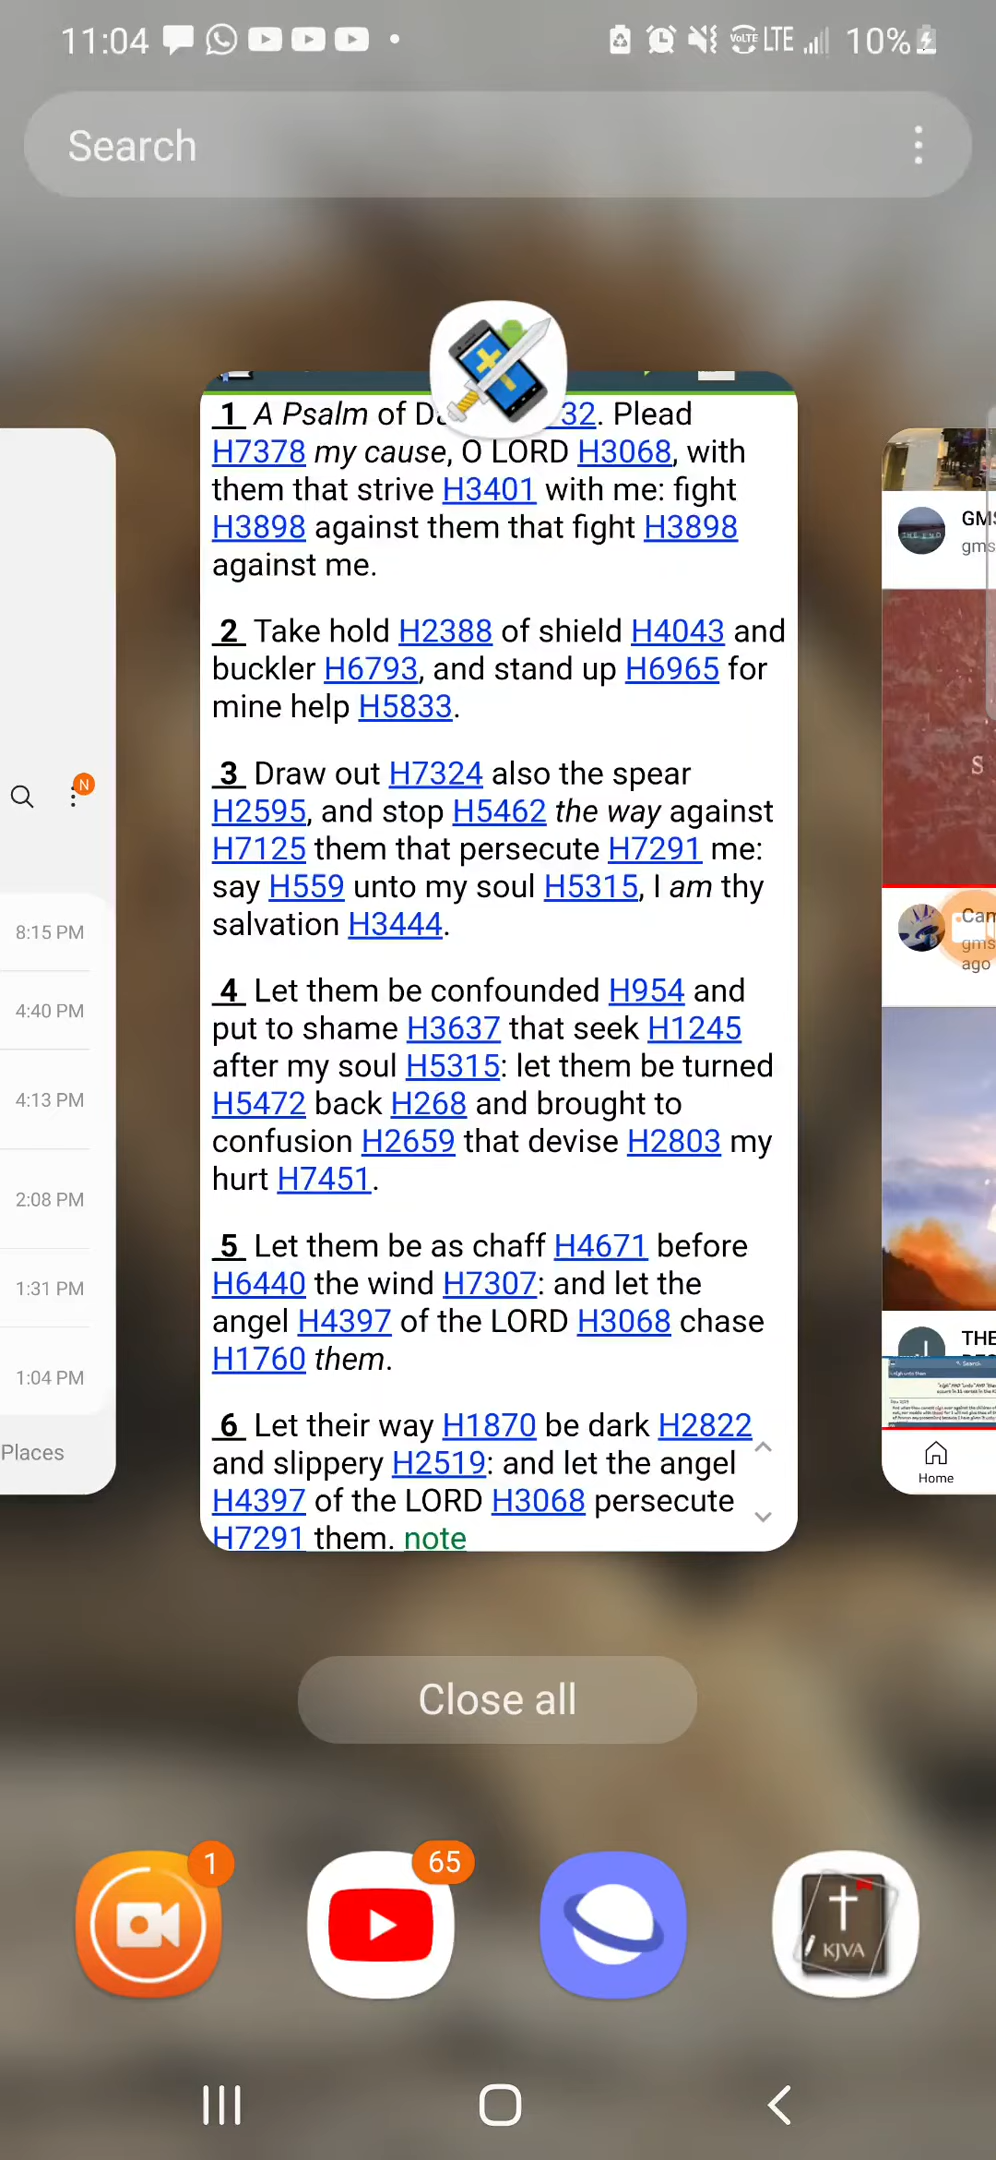 11:04
VoLTE LTE 10%
Search
1 A Psalm of 32. Plead
H7378 my cause, O LORD H3068, with
them that strive H3401 with me: fight
H3898 against them that fight H3898
against me.
2 Take hold H2388 of shield H4043 and
buckler H6793, and stand up H6965 for
mine help H5833.
3 Draw out H7324 also the spear
H2595, and stop H5462 the way against
H7125 them that persecute H7291 me:
say H559 unto my soul H5315, I am thy
salvation H3444.
4 Let them be confounded H954 and
put to shame H3637 that seek H1245
after my soul H5315: let them be turned
H5472 back H268 and brought to
confusion H2659 that devise H2803 my
hurt H7451.
5 Let them be as chaff H4671 before
H6440 the wind H7307: and let the
angel H4397 of the LORD H3068 chase
H1760 them.
6 Let their way H1870 be dark H2822
and slippery H2519: and let the angel
H4397 of the LORD H3068 persecute
H7291 them. note
N
8:15 PM
4:40 PM
4:13 PM
2:08 PM
1:31 PM
1:04 PM
Places
GMS
gms
S
Cam
gms
ago
J
THE
Home
Close all
1
65
KJVA